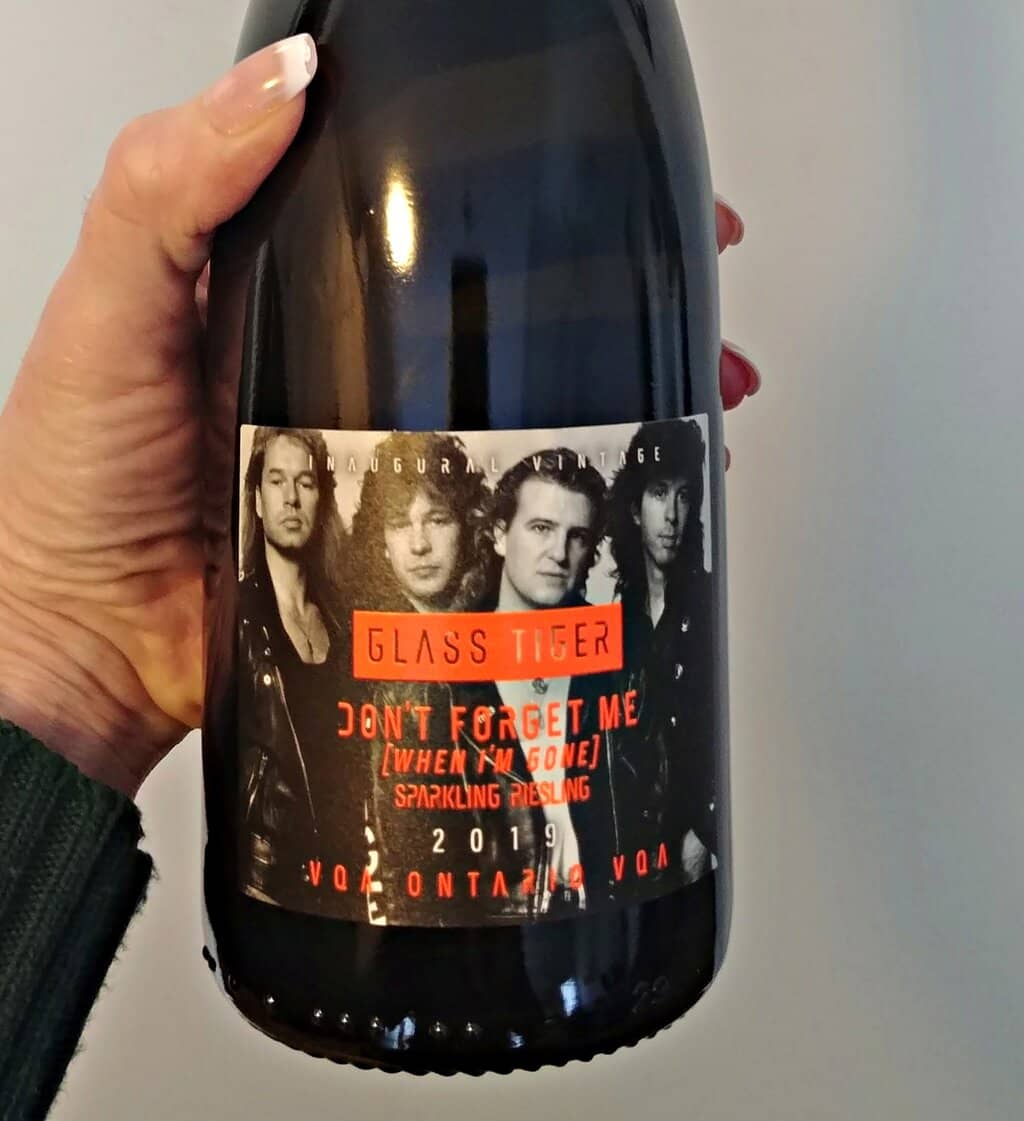 INAUGURAL VINTAGE
GLASS TIGER
DON'T FORGET ME
[WHEN I'M GONE]
SPARKLING RIESLING
2019
VQA ONTARIO VQA